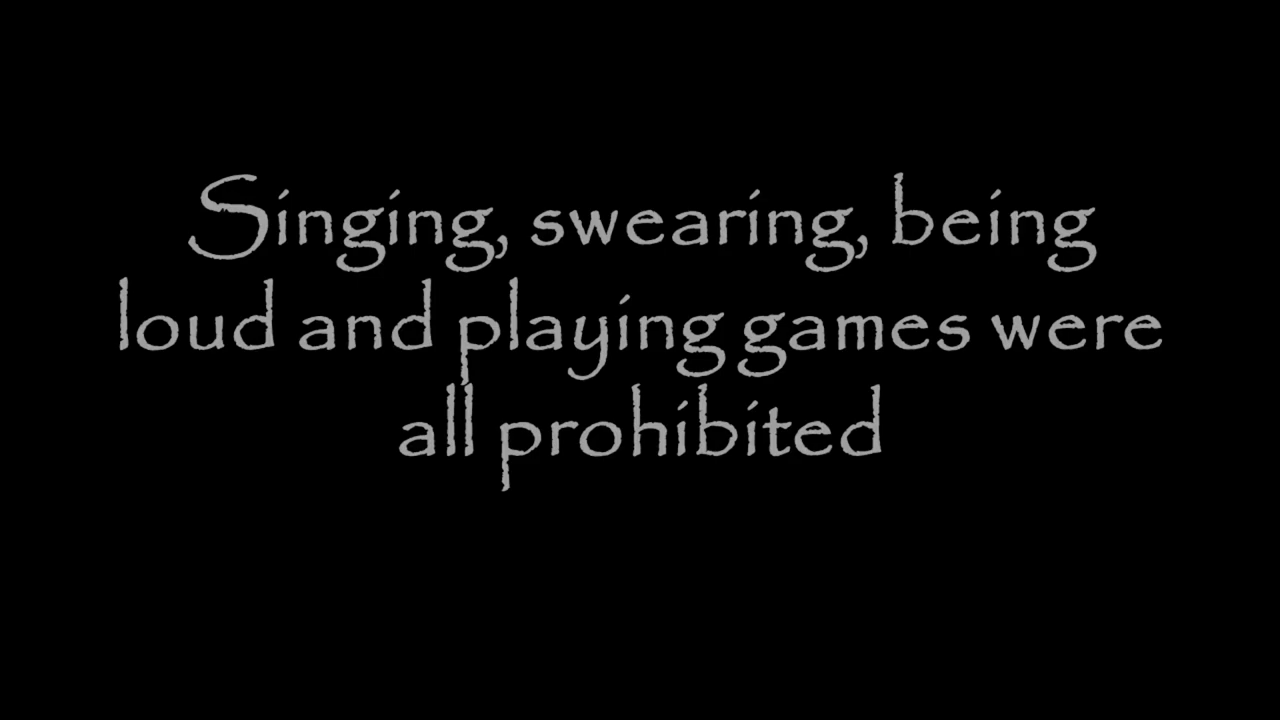 Singing, swearing, being
loud and playing games were
all prohibited